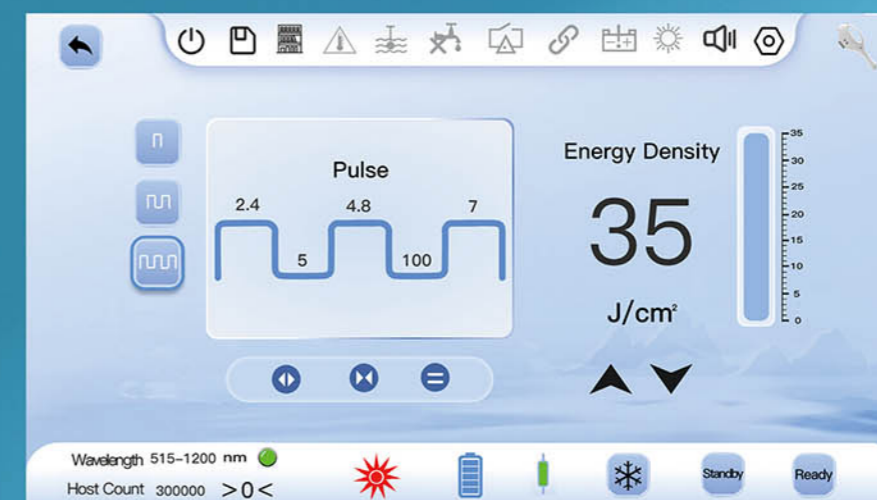 Pulse
2.4 4.8 7
5 100
Energy Density
35
J/cm²
35
30
25
20
15
10
5
0
Wavelength 515-1200 nm
Host Count 300000 >0<
Standby
Ready